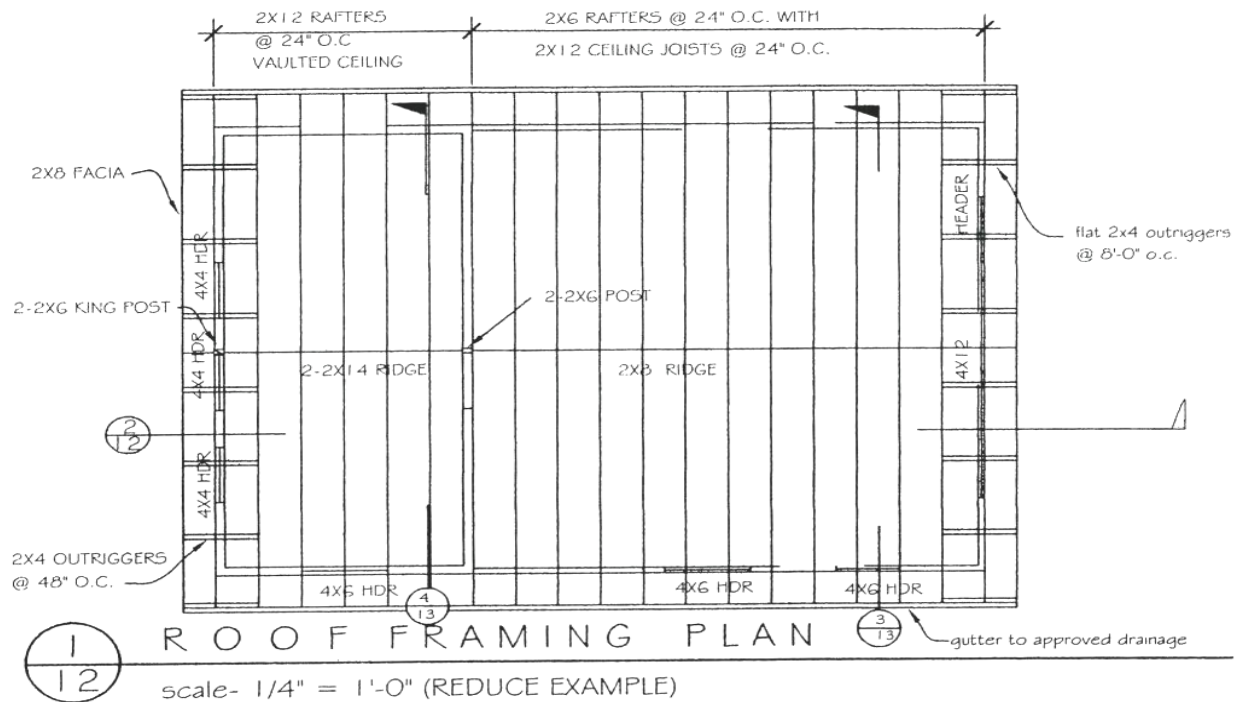 2X12 RAFTERS
@ 24" O.C
VAULTED CEILING
2X6 RAFTERS @ 24" O.C. WITH
2X12 CEILING JOISTS @ 24" O.C.
2X8 FACIA
4X4 HDR
2-2X6 KING POST
4X4 HDR
4X4 HDR
2X4 OUTRIGGERS
@ 48" O.C.
2-2X6 POST
2-2X14 RIDGE
2X8 RIDGE
HEADER
4X12
flat 2x4 outriggers
@ 8'-0" o.c.
2
12
4X6 HDR
4X6 HDR
4X6 HDR
4
13
3
13
gutter to approved drainage
1
12
ROOF FRAMING PLAN
scale- 1/4" = 1'-0" (REDUCE EXAMPLE)